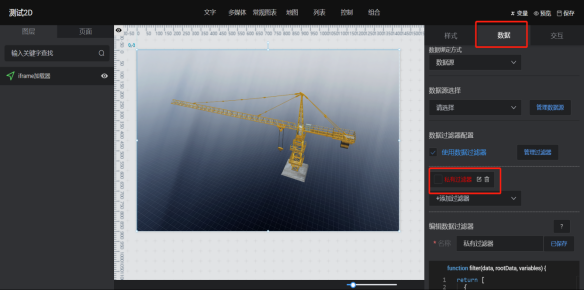 测试2D
文字 多媒体 常规图表 地图 列表 控制 组合
变量 预览 保存
图层 页面
输入关键字查找
iframe加载器
0,0
样式 数据 交互
数据绑定方式
数据源
数据源选择
请选择 管理数据源
数据过滤器配置
使用数据过滤器 管理过滤器
私有过滤器
+添加过滤器
编辑数据过滤器 ?
* 名称 私有过滤器 已保存
function filter(data, rootData, variables) {
1 return [
2 {